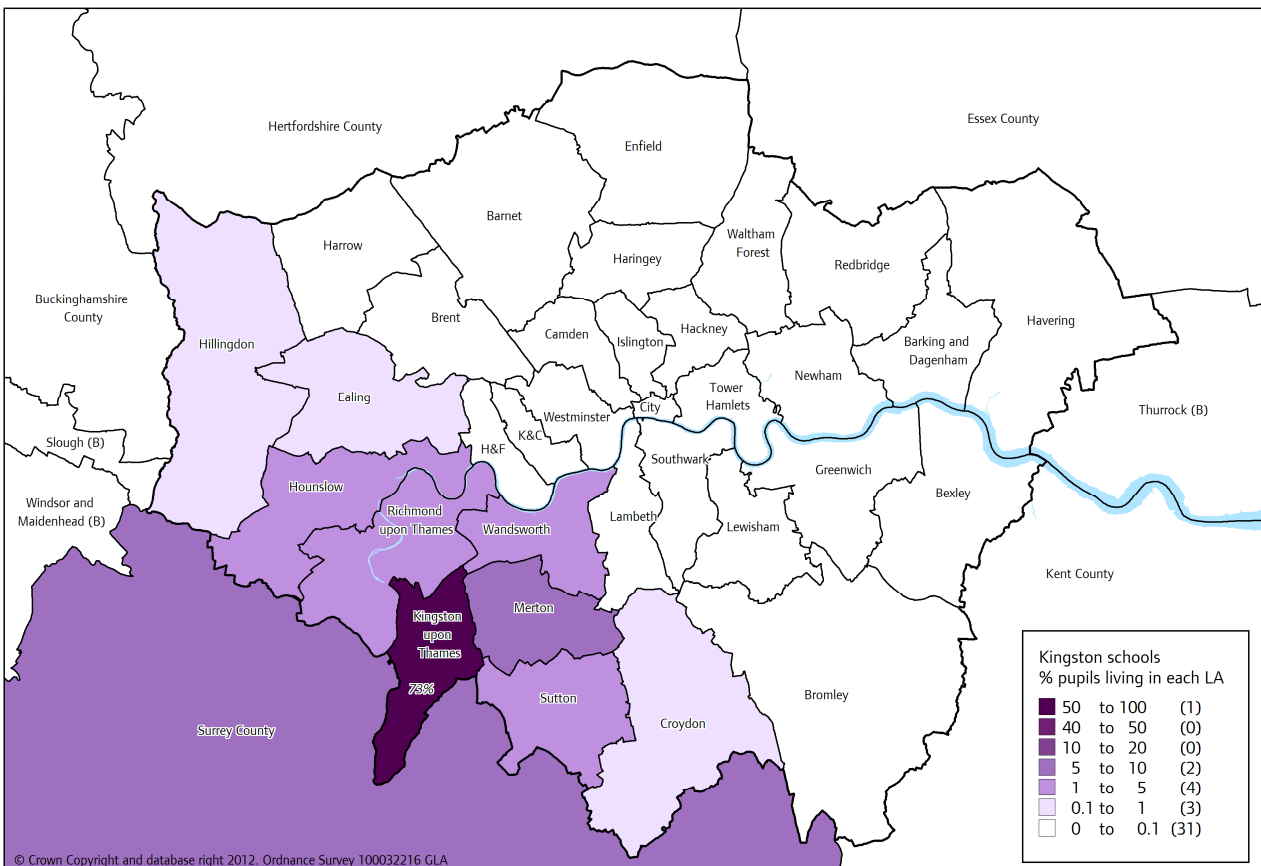 Hertfordshire County
Essex County
Enfield
Barnet
Waltham
Forest
Harrow
Haringey
Redbridge
Buckinghamshire
County
Brent
Camden
Islington
Hackney
Havering
Hillingdon
Barking and
Dagenham
Newham
Tower
Hamlets
Ealing
Westminster
City
Thurrock (B)
K&C
H&F
Slough (B)
Southwark
Greenwich
Hounslow
Bexley
Windsor and
Maidenhead (B)
Richmond
upon Thames
Wandsworth
Lambeth
Lewisham
Kent County
Merton
Kingston
upon
Thames
73%
Sutton
Bromley
Croydon
Surrey County
Kingston schools
% pupils living in each LA
50 to 100 (1)
40 to 50 (0)
10 to 20 (0)
5 to 10 (2)
1 to 5 (4)
0.1 to 1 (3)
0 to 0.1 (31)
© Crown Copyright and database right 2012. Ordnance Survey 100032216 GLA